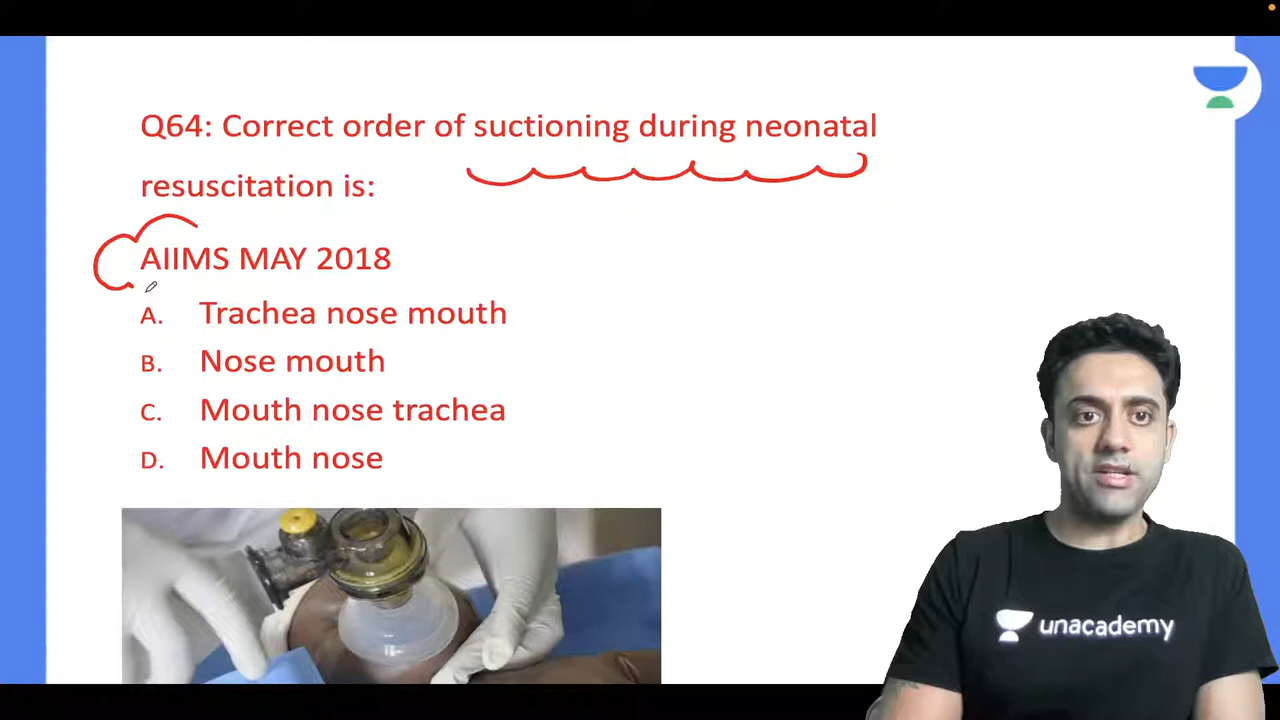 Q64: Correct order of suctioning during neonatal
resuscitation is:
AIIMS MAY 2018
A. Trachea nose mouth
B. Nose mouth
C. Mouth nose trachea
D. Mouth nose
unacademy